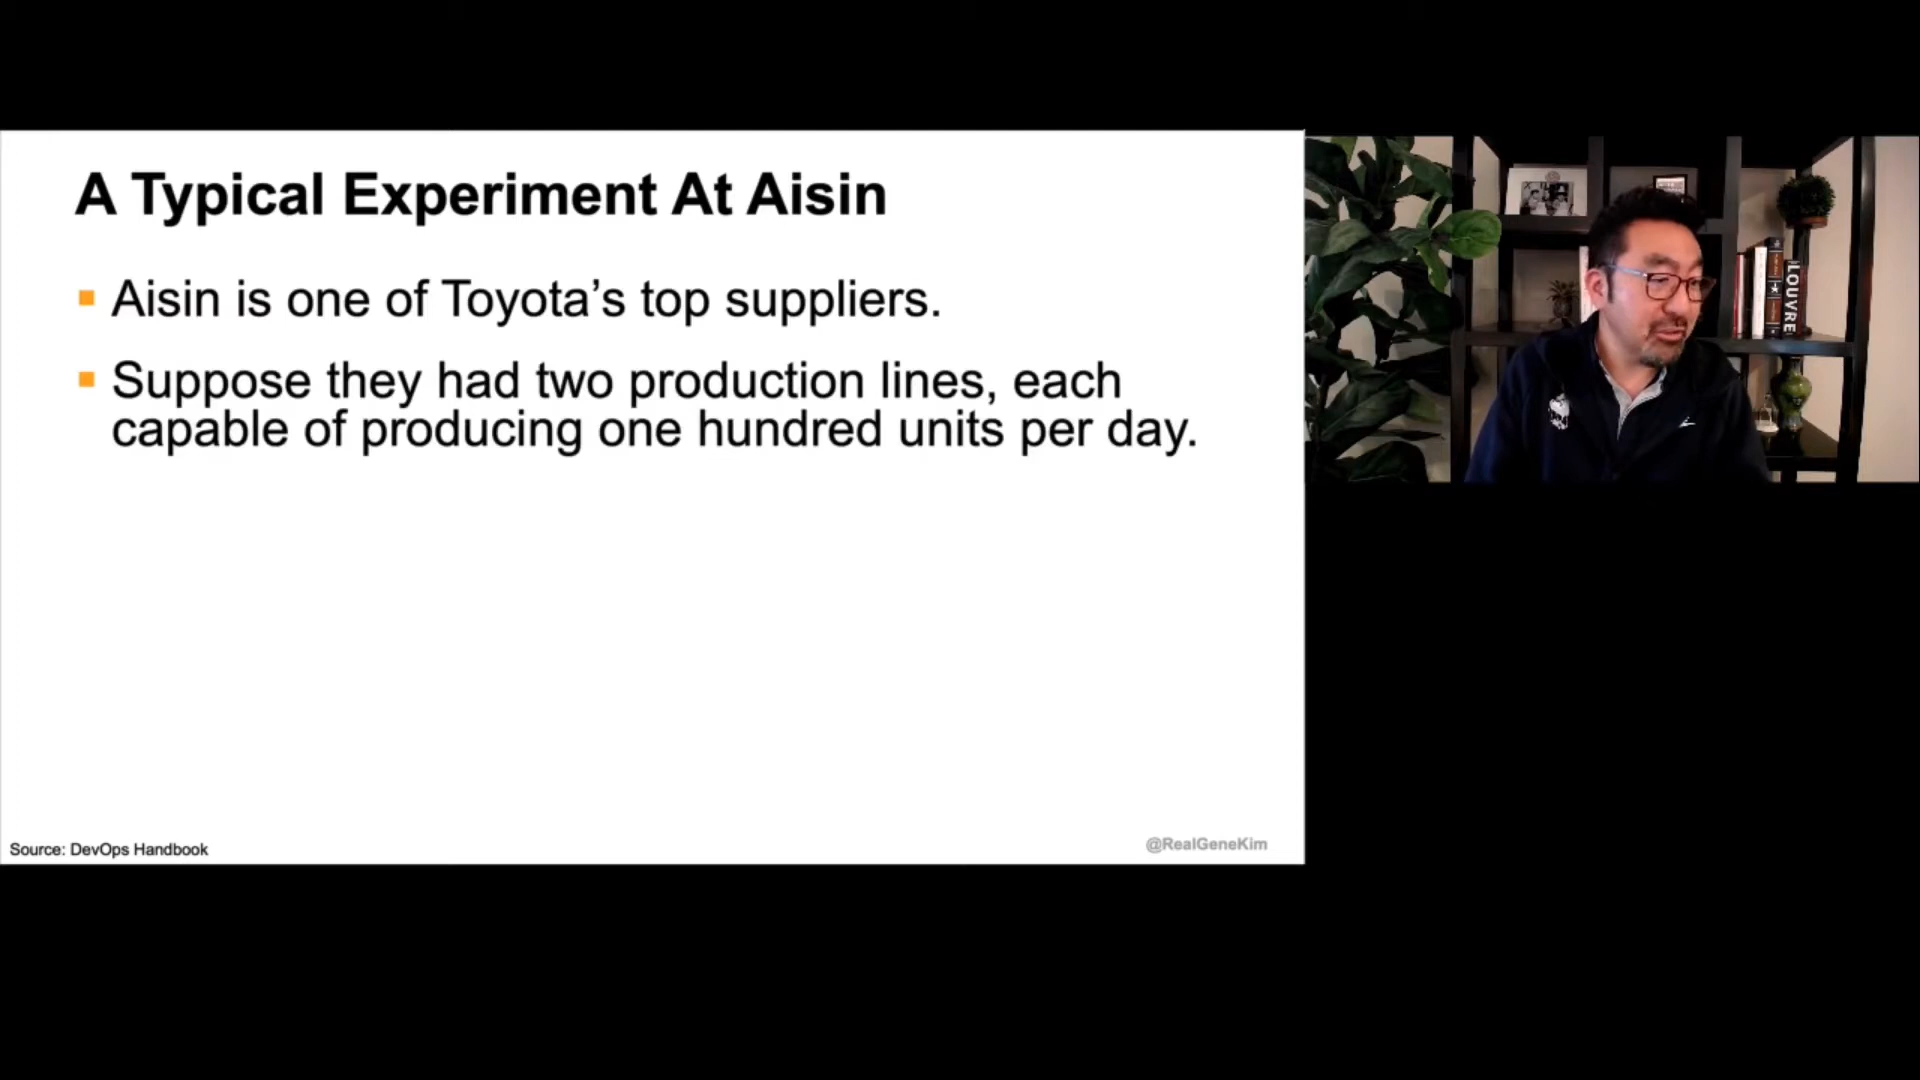 A Typical Experiment At Aisin
Aisin is one of Toyota’s top suppliers.
Suppose they had two production lines, each
capable of producing one hundred units per day.
Source: DevOps Handbook
@RealGeneKim
LOUVRE